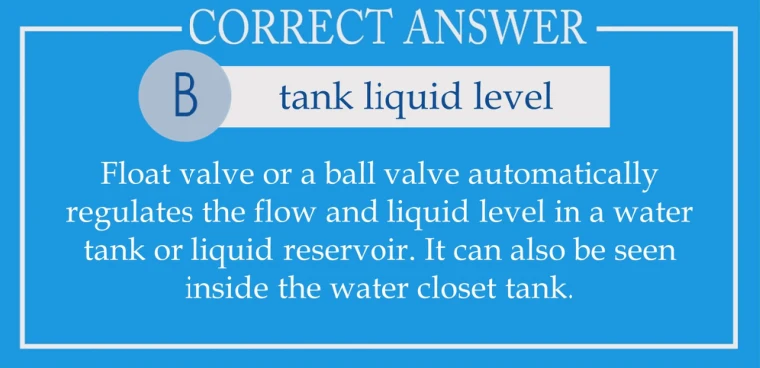 CORRECT ANSWER
B tank liquid level
Float valve or a ball valve automatically
regulates the flow and liquid level in a water
tank or liquid reservoir. It can also be seen
inside the water closet tank.